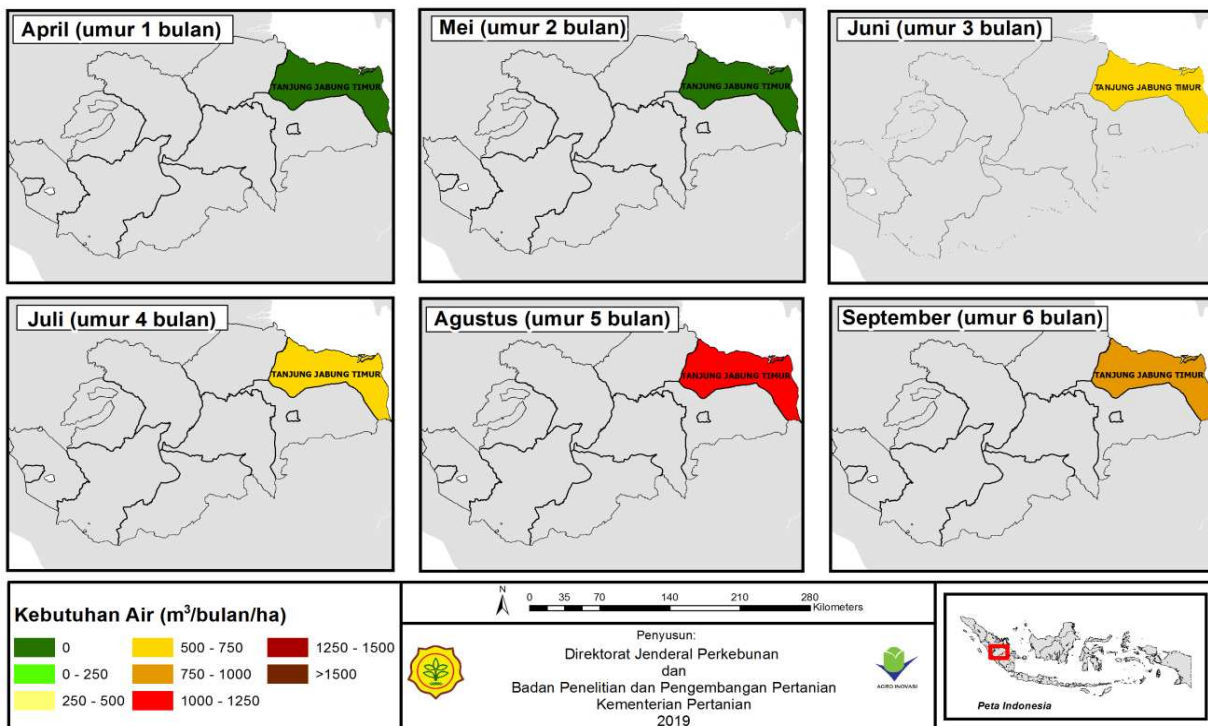 April (umur 1 bulan)
TANJUNG JABUNG TIMUR
Mei (umur 2 bulan)
TANJUNG JABUNG TIMUR
Juni (umur 3 bulan)
TANJUNG JABUNG TIMUR
Juli (umur 4 bulan)
TANJUNG JABUNG TIMUR
Agustus (umur 5 bulan)
TANJUNG JABUNG TIMUR
September (umur 6 bulan)
TANJUNG JABUNG TIMUR
Kebutuhan Air (m³/bulan/ha)
0
0 - 250
250 - 500
500 - 750
750 - 1000
1000 - 1250
1250 - 1500
>1500
N
0 35 70 140 210 280
Kilometers
Penyusun:
Direktorat Jenderal Perkebunan
dan
Badan Penelitian dan Pengembangan Pertanian
Kementerian Pertanian
2019
AGRO INOVASI
Peta Indonesia